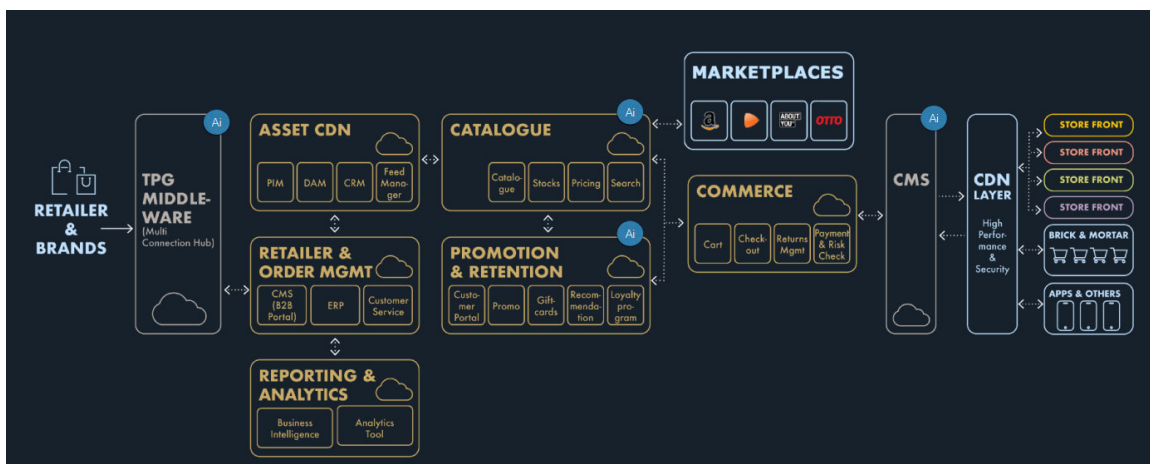 RETAILER
&
BRANDS
Ai
TPG
MIDDLE-
WARE
(Multi
Connection Hub)
ASSET CDN
PIM
DAM
CRM
Feed
Mana-
ger
RETAILER &
ORDER MGMT
CMS
(B2B
Portal)
ERP
Customer
Service
REPORTING &
ANALYTICS
Business
Intelligence
Analytics
Tool
Ai
CATALOGUE
Catalo-
gue
Stocks
Pricing
Search
Ai
PROMOTION
& RETENTION
Custo-
mer
Portal
Promo
Gift-
cards
Recom-
menda-
tion
Loyalty
pro-
gram
MARKETPLACES
a
ABOUT
YOU
OTTO
COMMERCE
Cart
Check-
out
Returns
Mgmt
Payment
& Risk
Check
Ai
CMS
CDN
LAYER
High
Perfor-
mance
&
Security
STORE FRONT
STORE FRONT
STORE FRONT
STORE FRONT
BRICK & MORTAR
APPS & OTHERS